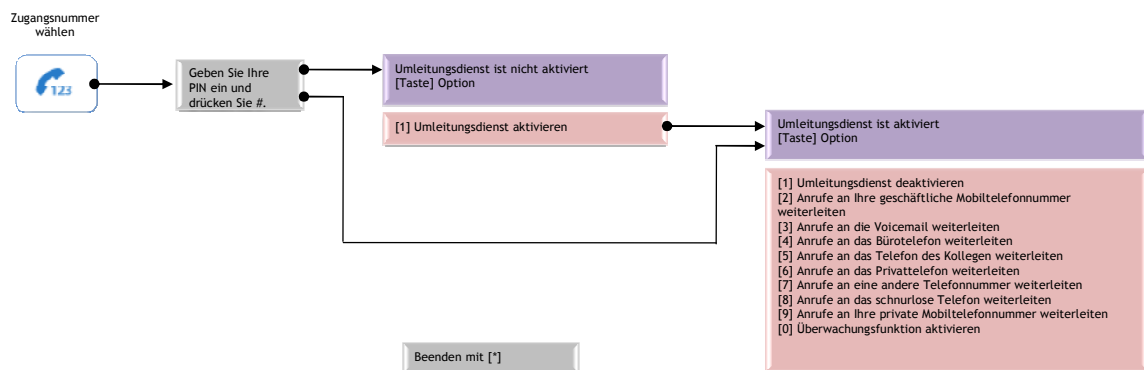 Zugangsnummer
wählen
123
Geben Sie Ihre
PIN ein und
drücken Sie #.
Umleitungsdienst ist nicht aktiviert
[Taste] Option
[1] Umleitungsdienst aktivieren
Umleitungsdienst ist aktiviert
[Taste] Option
[1] Umleitungsdienst deaktivieren
[2] Anrufe an Ihre geschäftliche Mobiltelefonnummer
weiterleiten
[3] Anrufe an die Voicemail weiterleiten
[4] Anrufe an das Bürotelefon weiterleiten
[5] Anrufe an das Telefon des Kollegen weiterleiten
[6] Anrufe an das Privattelefon weiterleiten
[7] Anrufe an eine andere Telefonnummer weiterleiten
[8] Anrufe an das schnurlose Telefon weiterleiten
[9] Anrufe an Ihre private Mobiltelefonnummer weiterleiten
[0] Überwachungsfunktion aktivieren
Beenden mit [*]